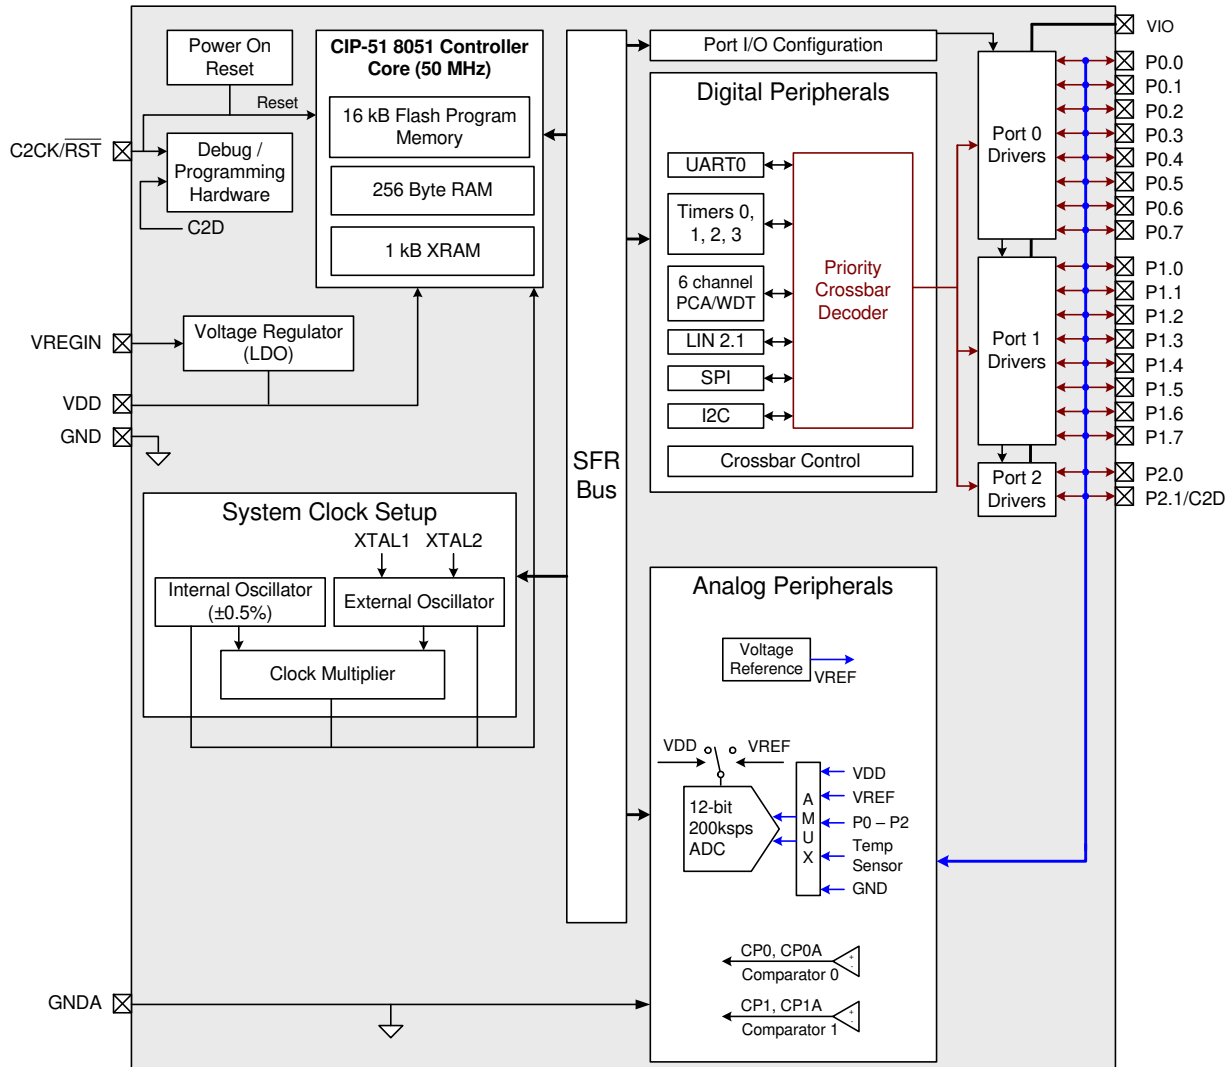 Power On
Reset
Reset
C2CK/RST
Debug /
Programming
Hardware
C2D
CIP-51 8051 Controller
Core (50 MHz)
16 kB Flash Program
Memory
256 Byte RAM
1 kB XRAM
VREGIN
Voltage Regulator
(LDO)
VDD
GND
System Clock Setup
XTAL1 XTAL2
Internal Oscillator
(±0.5%)
External Oscillator
Clock Multiplier
GNDA
SFR
Bus
Port I/O Configuration
Digital Peripherals
UART0
Timers 0,
1, 2, 3
6 channel
PCA/WDT
LIN 2.1
SPI
I2C
Priority
Crossbar
Decoder
Crossbar Control
Port 0
Drivers
Port 1
Drivers
Port 2
Drivers
VIO
P0.0
P0.1
P0.2
P0.3
P0.4
P0.5
P0.6
P0.7
P1.0
P1.1
P1.2
P1.3
P1.4
P1.5
P1.6
P1.7
P2.0
P2.1/C2D
Analog Peripherals
Voltage
Reference
VREF
VDD VREF
12-bit
200ksps
ADC
A
M
U
X
VDD
VREF
P0 – P2
Temp
Sensor
GND
CP0, CP0A
+
-
Comparator 0
CP1, CP1A
+
-
Comparator 1